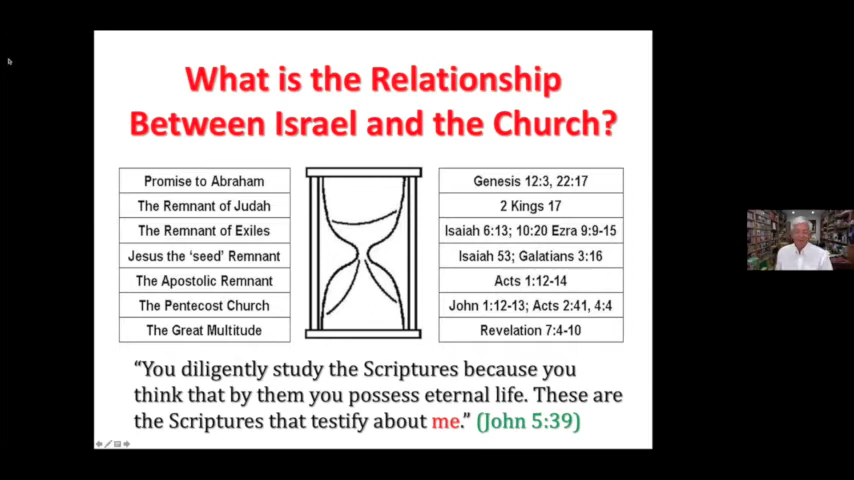 What is the Relationship
Between Israel and the Church?
Promise to Abraham
Genesis 12:3, 22:17
The Remnant of Judah
2 Kings 17
The Remnant of Exiles
Isaiah 6:13; 10:20 Ezra 9:9-15
Jesus the ‘seed’ Remnant
Isaiah 53; Galatians 3:16
The Apostolic Remnant
Acts 1:12-14
The Pentecost Church
John 1:12-13; Acts 2:41, 4:4
The Great Multitude
Revelation 7:4-10
“You diligently study the Scriptures because you
think that by them you possess eternal life. These are
the Scriptures that testify about me.” (John 5:39)